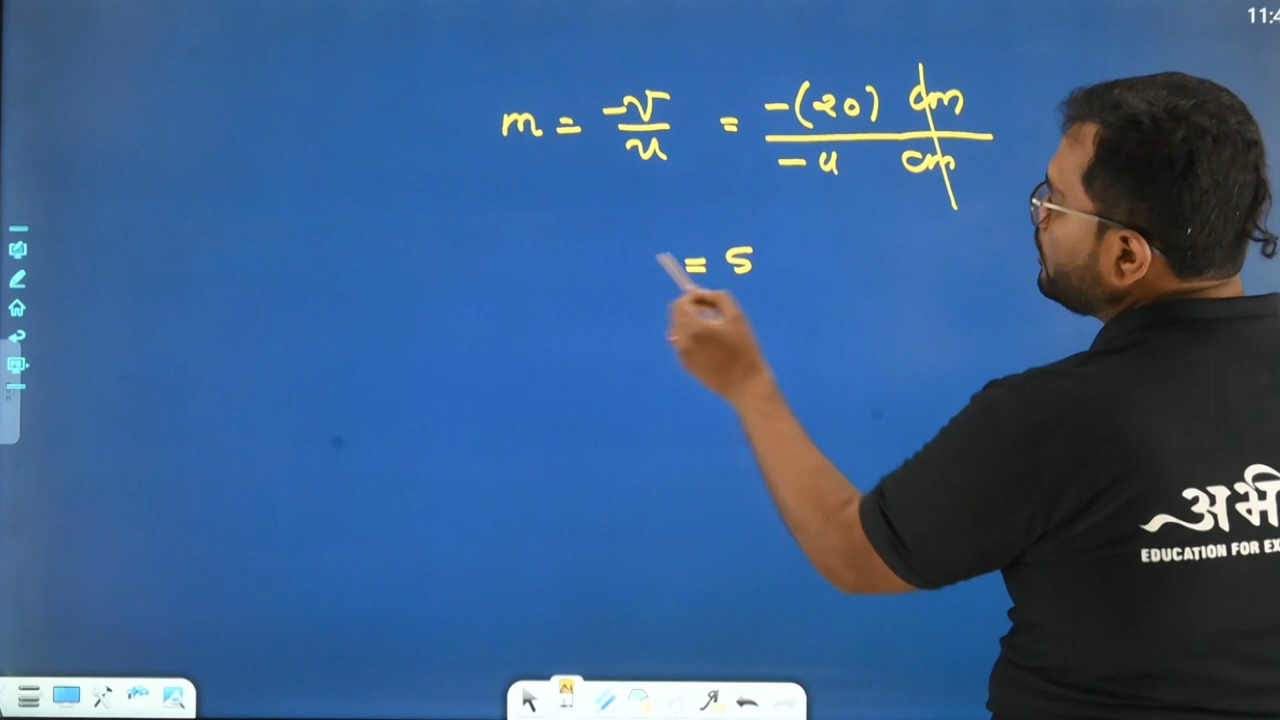 11:4
m = -v/u = -(20) cm / -4 cm
= 5
अभी
EDUCATION FOR EX